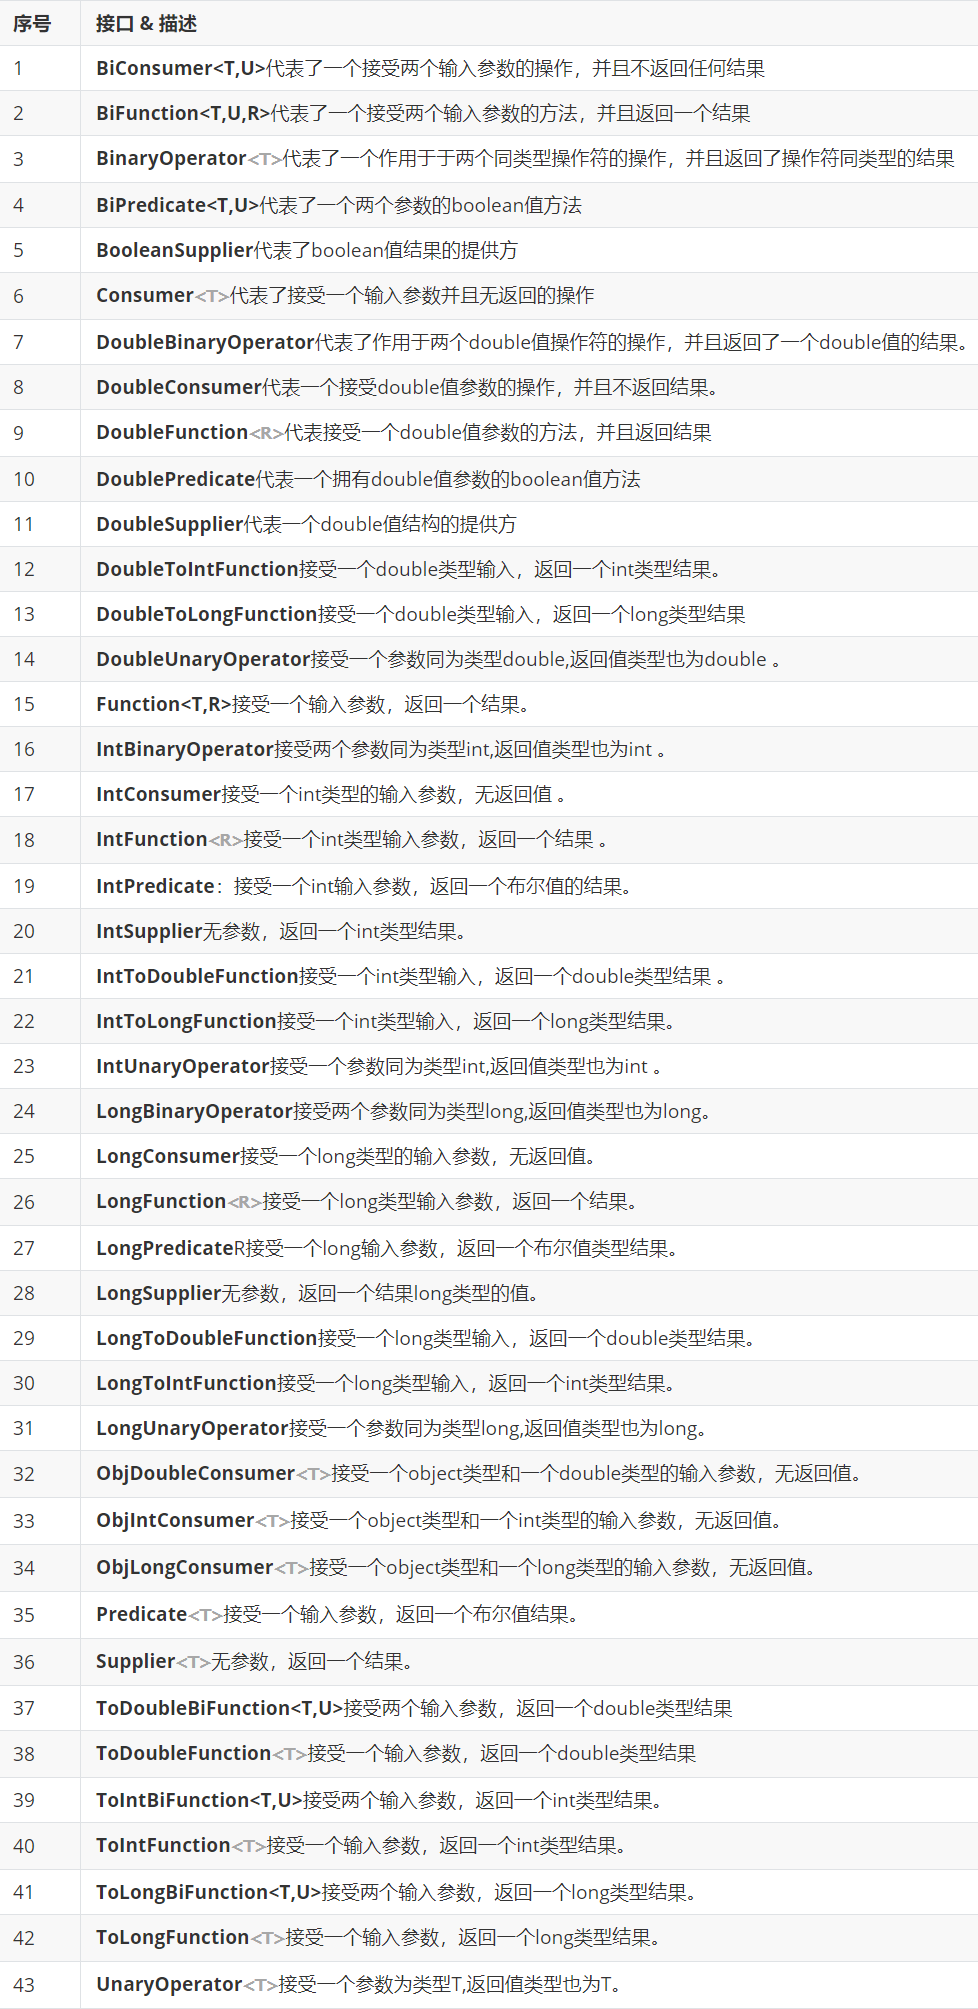 序号 接口 & 描述
1 BiConsumer<T,U>代表了一个接受两个输入参数的操作，并且不返回任何结果
2 BiFunction<T,U,R>代表了一个接受两个输入参数的方法，并且返回一个结果
3 BinaryOperator<T>代表了一个作用于于两个同类型操作符的操作，并且返回了操作符同类型的结果
4 BiPredicate<T,U>代表了一个两个参数的boolean值方法
5 BooleanSupplier代表了boolean值结果的提供方
6 Consumer<T>代表了接受一个输入参数并且无返回的操作
7 DoubleBinaryOperator代表了作用于两个double值操作符的操作，并且返回了一个double值的结果。
8 DoubleConsumer代表一个接受double值参数的操作，并且不返回结果。
9 DoubleFunction<R>代表接受一个double值参数的方法，并且返回结果
10 DoublePredicate代表一个拥有double值参数的boolean值方法
11 DoubleSupplier代表一个double值结构的提供方
12 DoubleToIntFunction接受一个double类型输入，返回一个int类型结果。
13 DoubleToLongFunction接受一个double类型输入，返回一个long类型结果
14 DoubleUnaryOperator接受一个参数同为类型double,返回值类型也为double 。
15 Function<T,R>接受一个输入参数，返回一个结果。
16 IntBinaryOperator接受两个参数同为类型int,返回值类型也为int 。
17 IntConsumer接受一个int类型的输入参数，无返回值 。
18 IntFunction<R>接受一个int类型输入参数，返回一个结果 。
19 IntPredicate：接受一个int输入参数，返回一个布尔值的结果。
20 IntSupplier无参数，返回一个int类型结果。
21 IntToDoubleFunction接受一个int类型输入，返回一个double类型结果 。
22 IntToLongFunction接受一个int类型输入，返回一个long类型结果。
23 IntUnaryOperator接受一个参数同为类型int,返回值类型也为int 。
24 LongBinaryOperator接受两个参数同为类型long,返回值类型也为long。
25 LongConsumer接受一个long类型的输入参数，无返回值。
26 LongFunction<R>接受一个long类型输入参数，返回一个结果。
27 LongPredicateR接受一个long输入参数，返回一个布尔值类型结果。
28 LongSupplier无参数，返回一个结果long类型的值。
29 LongToDoubleFunction接受一个long类型输入，返回一个double类型结果。
30 LongToIntFunction接受一个long类型输入，返回一个int类型结果。
31 LongUnaryOperator接受一个参数同为类型long,返回值类型也为long。
32 ObjDoubleConsumer<T>接受一个object类型和一个double类型的输入参数，无返回值。
33 ObjIntConsumer<T>接受一个object类型和一个int类型的输入参数，无返回值。
34 ObjLongConsumer<T>接受一个object类型和一个long类型的输入参数，无返回值。
35 Predicate<T>接受一个输入参数，返回一个布尔值结果。
36 Supplier<T>无参数，返回一个结果。
37 ToDoubleBiFunction<T,U>接受两个输入参数，返回一个double类型结果
38 ToDoubleFunction<T>接受一个输入参数，返回一个double类型结果
39 ToIntBiFunction<T,U>接受两个输入参数，返回一个int类型结果。
40 ToIntFunction<T>接受一个输入参数，返回一个int类型结果。
41 ToLongBiFunction<T,U>接受两个输入参数，返回一个long类型结果。
42 ToLongFunction<T>接受一个输入参数，返回一个long类型结果。
43 UnaryOperator<T>接受一个参数为类型T,返回值类型也为T。